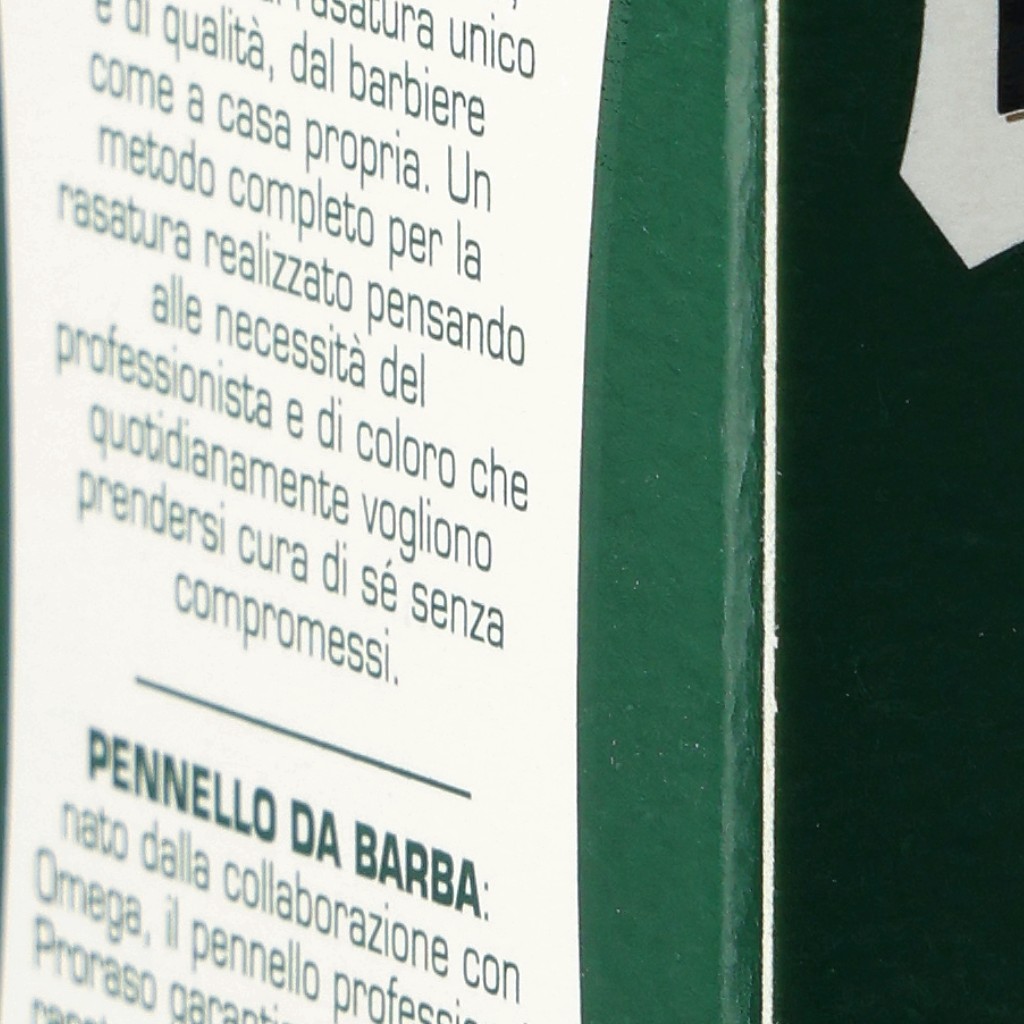 rasatura unico
e di qualità, dal barbiere
come a casa propria. Un
metodo completo per la
rasatura realizzato pensando
alle necessità del
professionista e di coloro che
quotidianamente vogliono
prendersi cura di sé senza
compromessi.
PENNELLO DA BARBA:
nato dalla collaborazione con
Omega, il pennello
Proraso